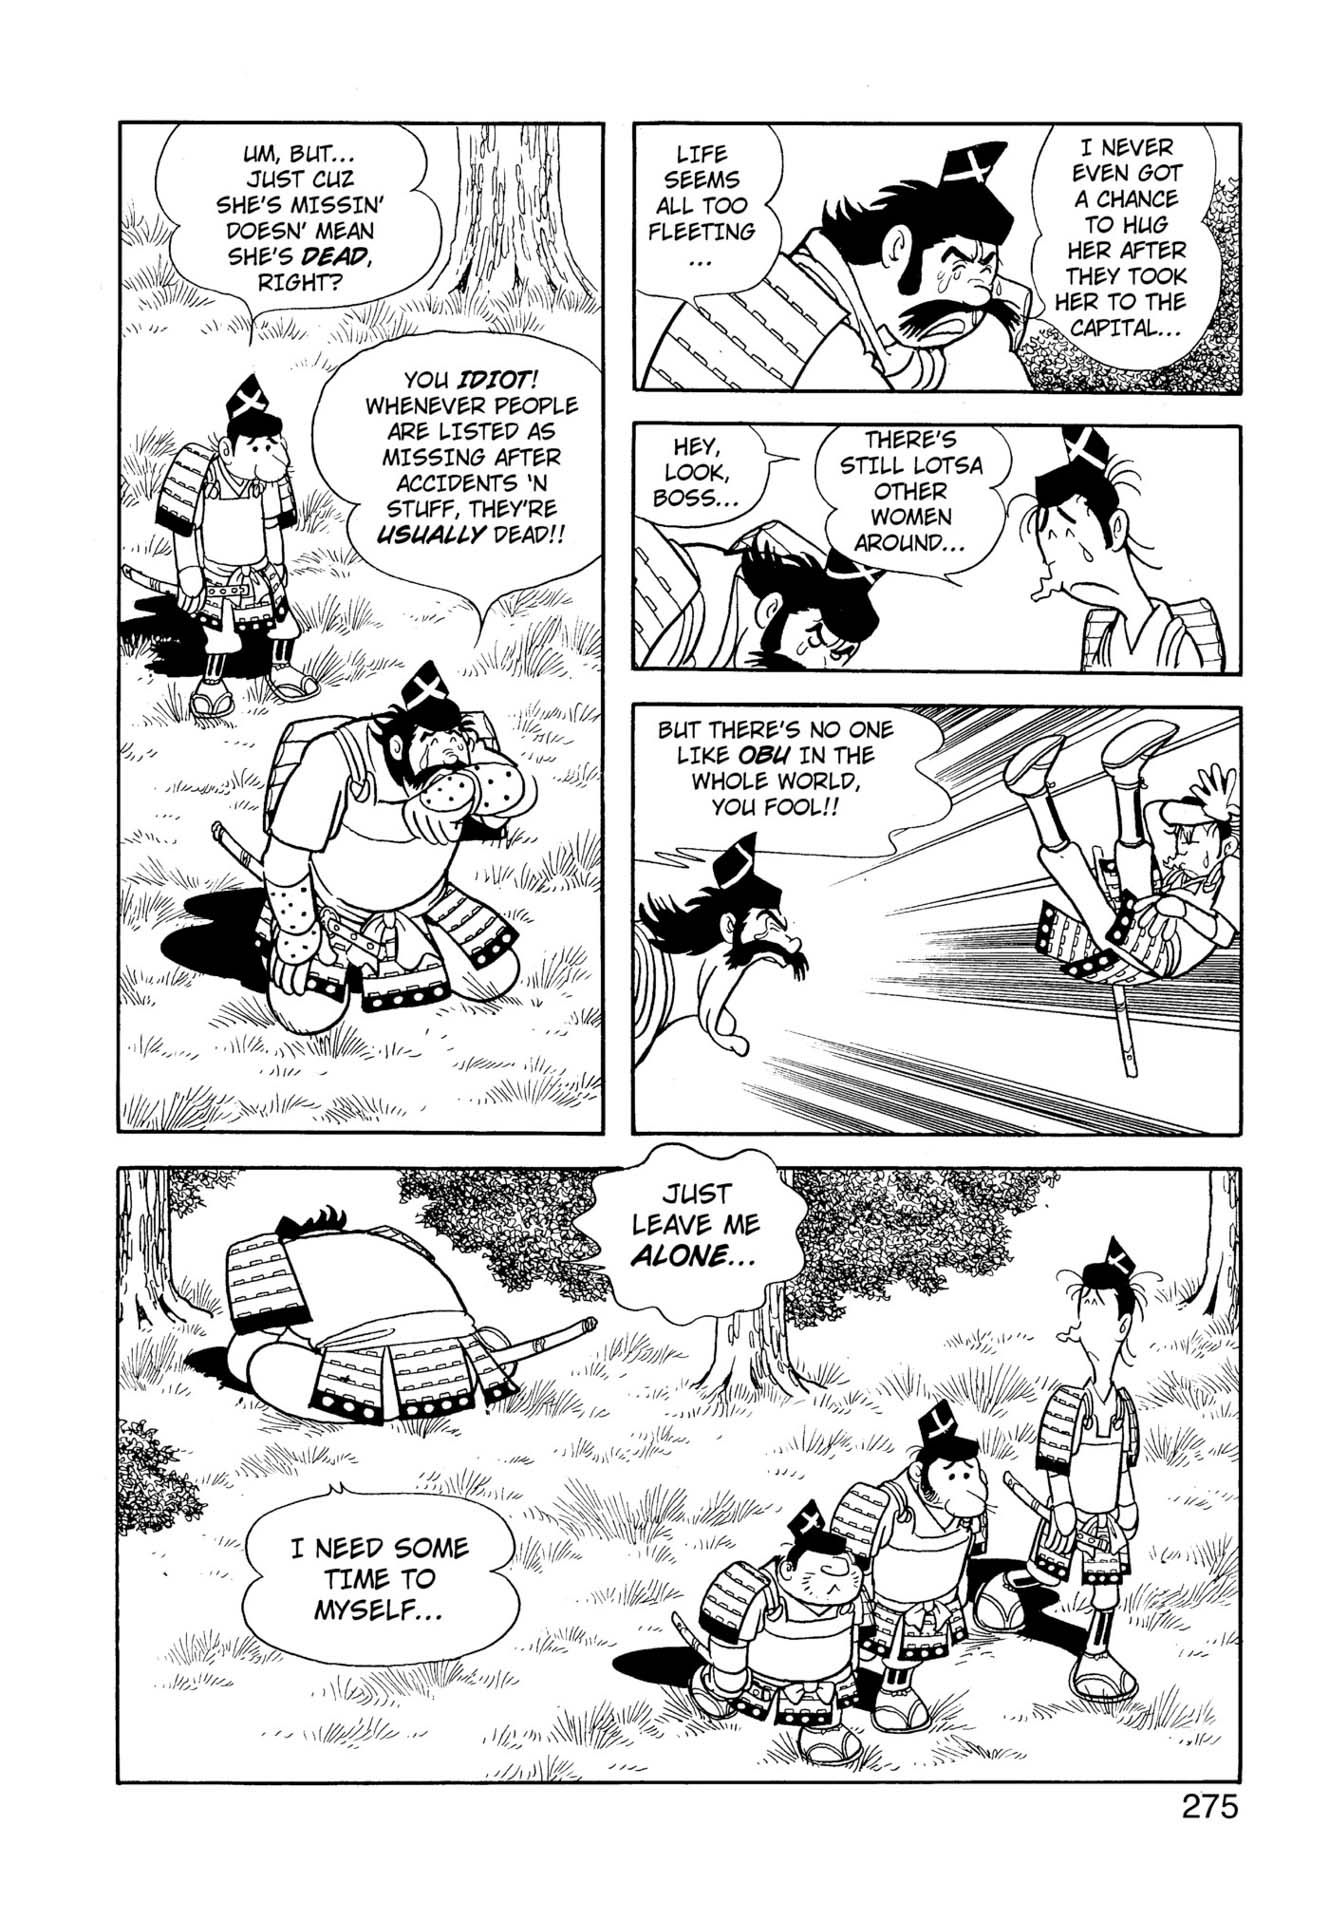 UM, BUT...
JUST CUZ
SHE'S MISSIN'
DOESN' MEAN
SHE'S DEAD,
RIGHT?
YOU IDIOT!
WHENEVER PEOPLE
ARE LISTED AS
MISSING AFTER
ACCIDENTS 'N
STUFF, THEY'RE
USUALLY DEAD!!
LIFE
SEEMS
ALL TOO
FLEETING
...
I NEVER
EVEN GOT
A CHANCE
TO HUG
HER AFTER
THEY TOOK
HER TO THE
CAPITAL...
HEY,
LOOK,
BOSS...
THERE'S
STILL LOTSA
OTHER
WOMEN
AROUND...
BUT THERE'S NO ONE
LIKE OBU IN THE
WHOLE WORLD,
YOU FOOL!!
JUST
LEAVE ME
ALONE...
I NEED SOME
TIME TO
MYSELF...
275